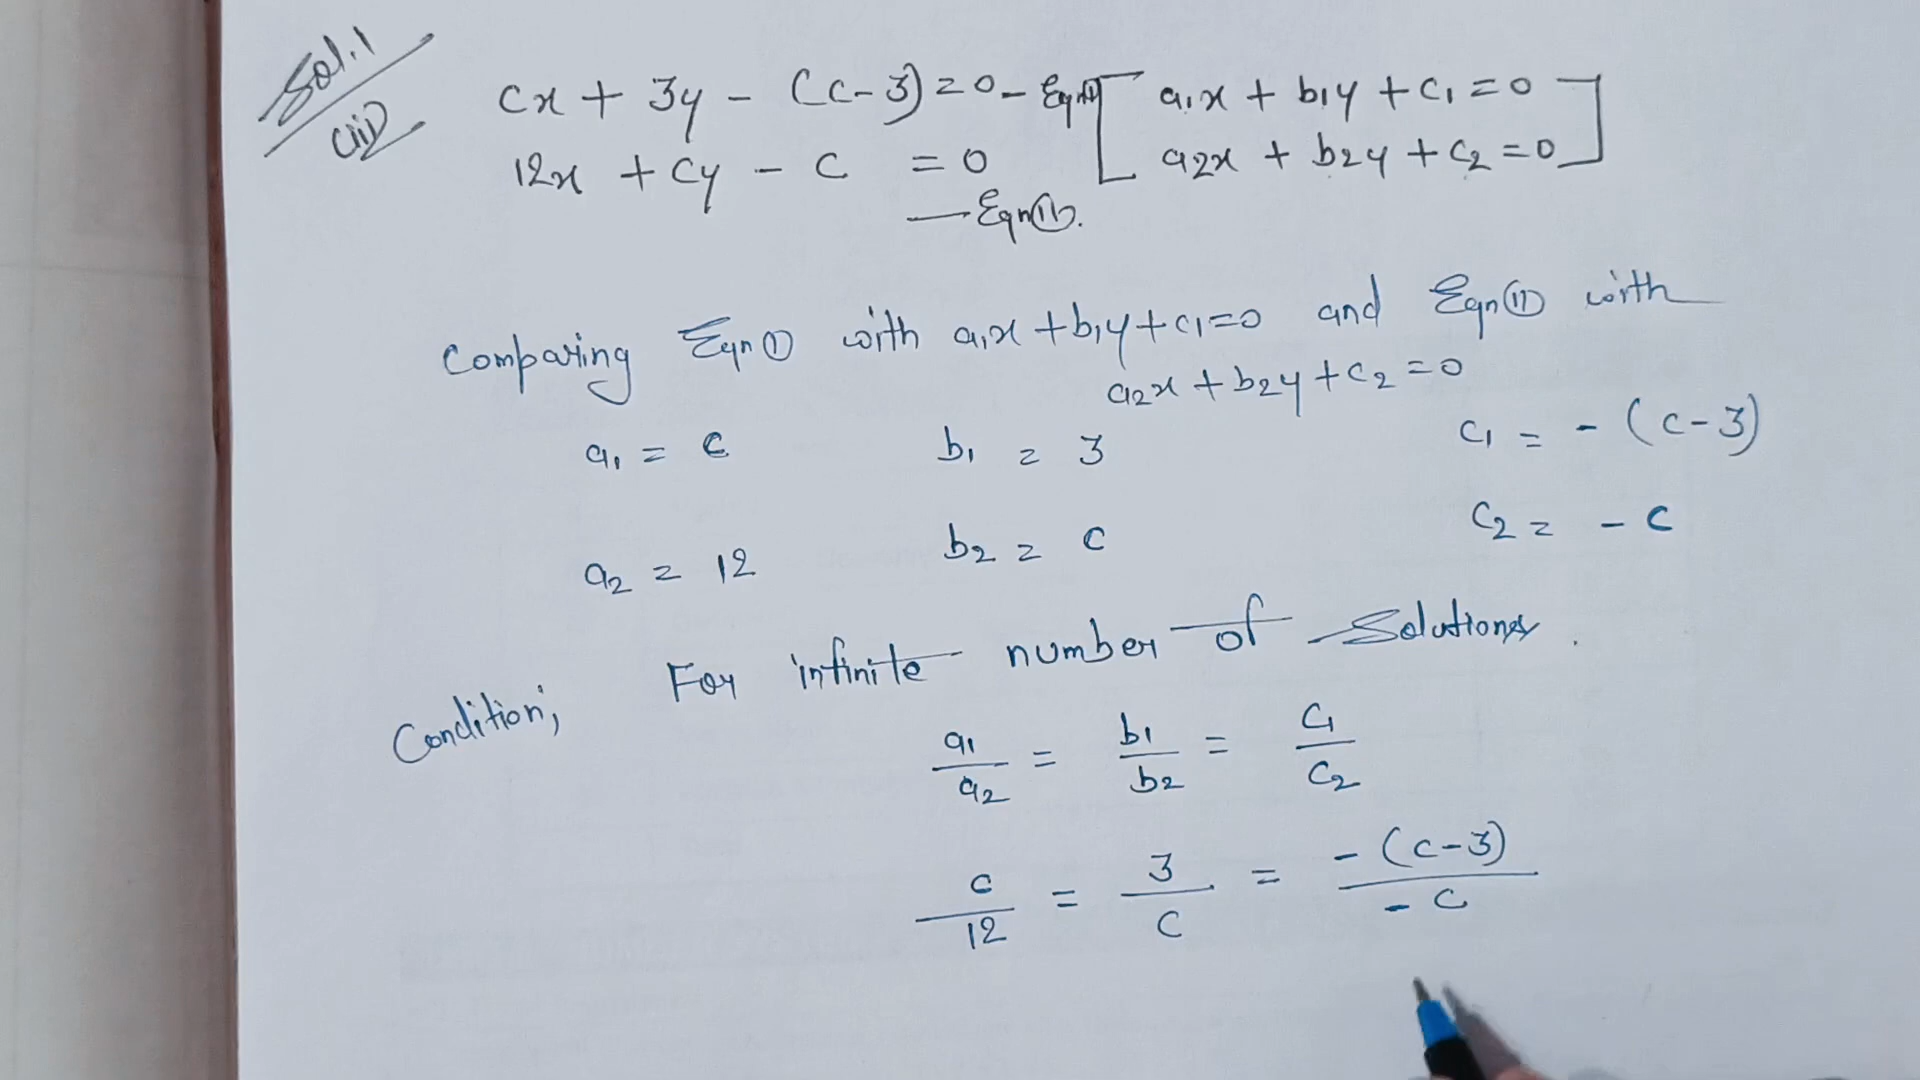 Sol.1
(iii)
cx + 3y - (c-3) = 0 - Eqn(I) [a1x + b1y + c1 = 0
12x + cy - c = 0 a2x + b2y + c2 = 0]
— Eqn(II).
Comparing Eqn(I) with a1x + b1y + c1 = 0 and Eqn(II) with
a2x + b2y + c2 = 0
a1 = c b1 = 3 c1 = - (c-3)
a2 = 12 b2 = c c2 = - c
Condition; For infinite number of solutions.
a1/a2 = b1/b2 = c1/c2
c/12 = 3/c = -(c-3)/-c